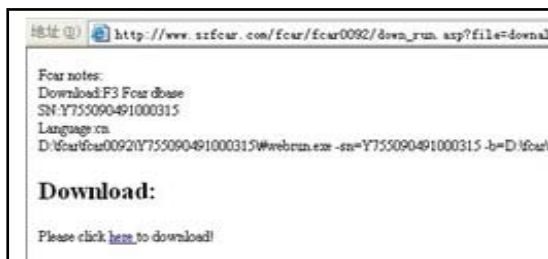 地址(D) http://www.szfcar.com/fcar/fcar0092/down_run.asp?file=downal
Fcar notes:
Download:F3 Fcar dbase
SN:Y755090491000315
Language:cn
D:\fcar\fcar0092\Y755090491000315\#webrun.exe -sn=Y755090491000315 -b=D:\fcar\
Download:
Please click here to download!